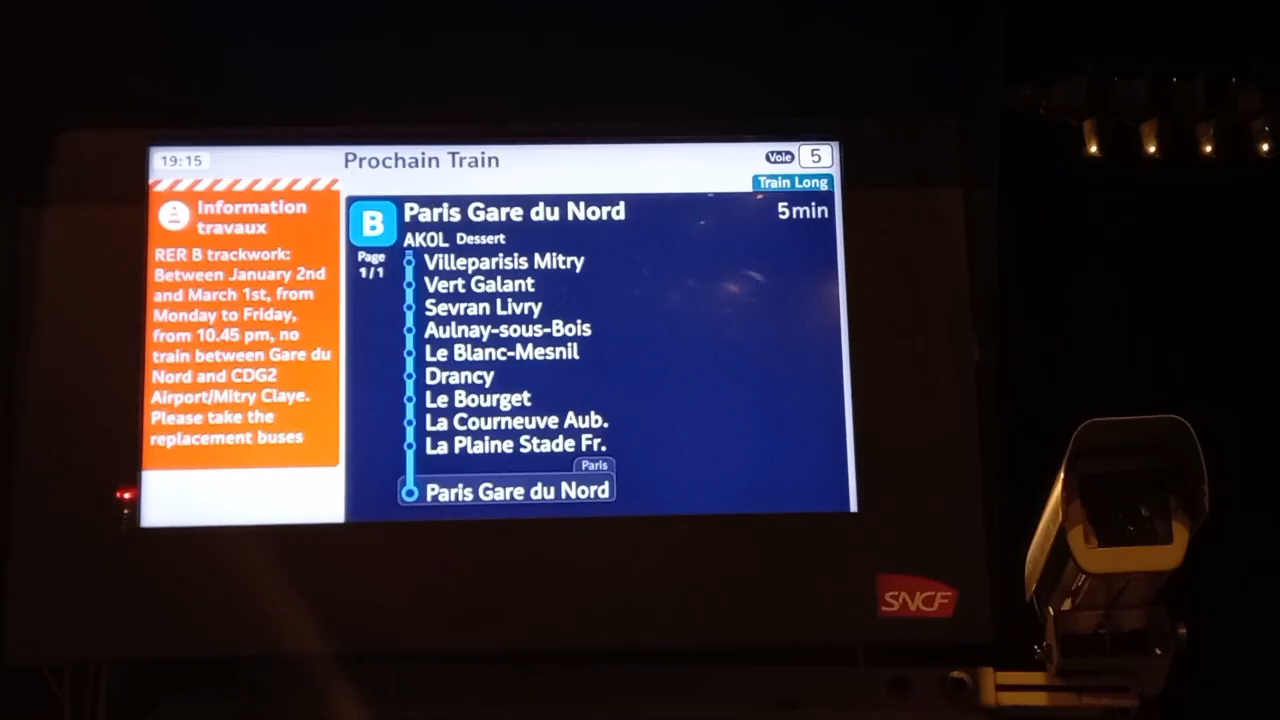 19:15
Prochain Train
Voie 5
Train Long
Information
travaux
RER B trackwork:
Between January 2nd
and March 1st, from
Monday to Friday,
from 10.45 pm, no
train between Gare du
Nord and CDG2
Airport/Mitry Claye.
Please take the
replacement buses
B
Page
1/1
Paris Gare du Nord
5min
AKOL Dessert
Villeparisis Mitry
Vert Galant
Sevran Livry
Aulnay-sous-Bois
Le Blanc-Mesnil
Drancy
Le Bourget
La Courneuve Aub.
La Plaine Stade Fr.
Paris
Paris Gare du Nord
SNCF